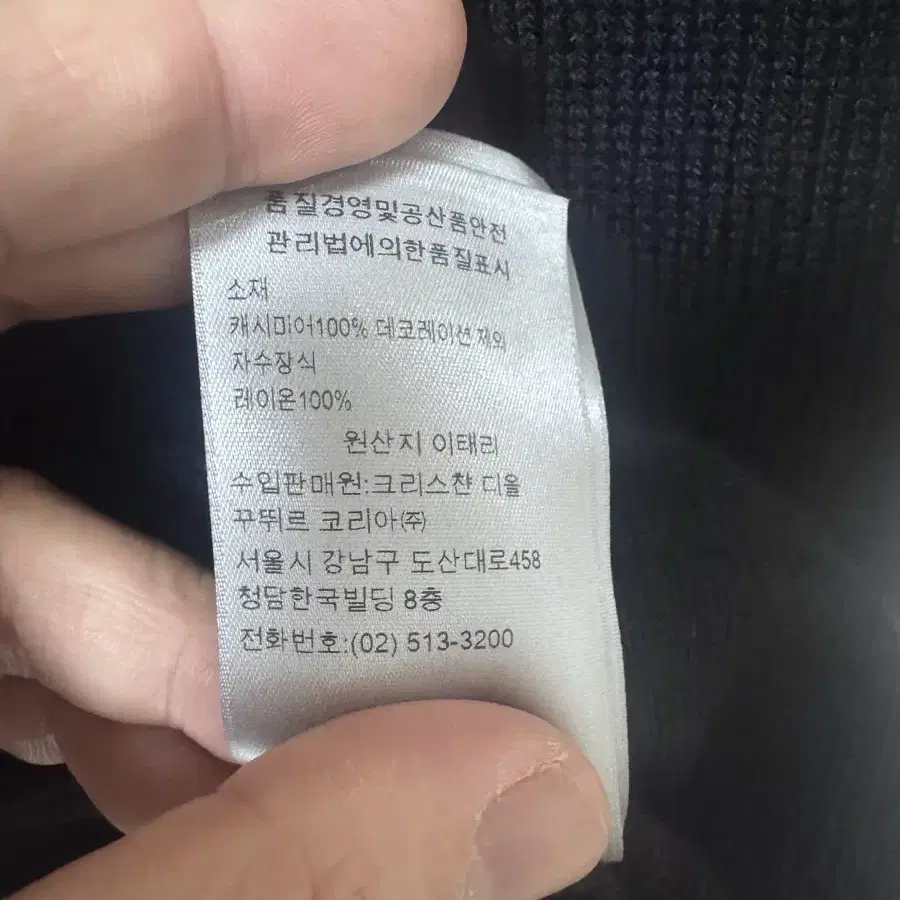 품질경영및공산품안전
관리법에의한품질표시
소재
캐시미어100% 데코레이션제외
자수장식
레이온100%
원산지 이태리
수입판매원:크리스챤 디올
꾸뛰르 코리아㈜
서울시 강남구 도산대로458
청담한국빌딩 8층
전화번호:(02) 513-3200